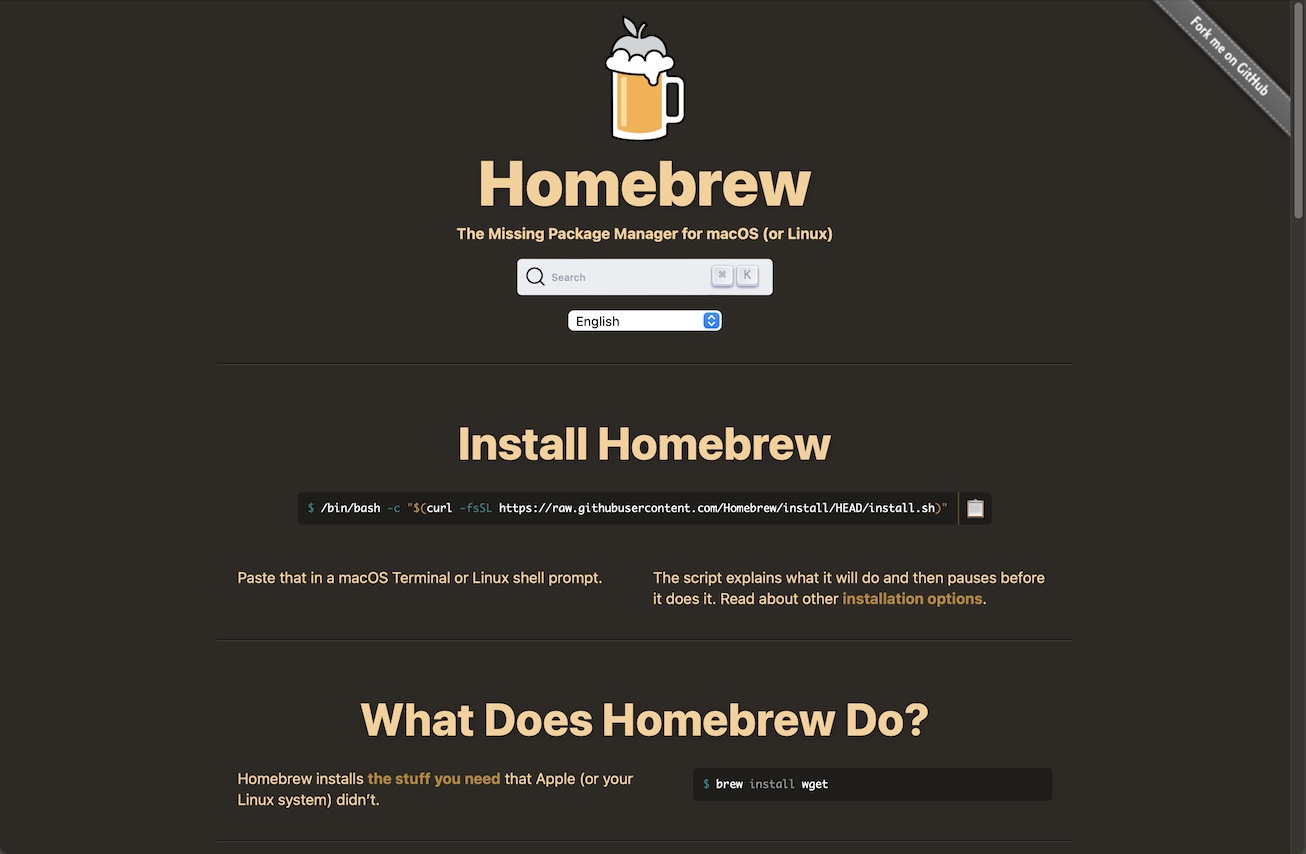 Fork me on GitHub
Homebrew
The Missing Package Manager for macOS (or Linux)
Search ⌘ K
English
Install Homebrew
$ /bin/bash -c "$(curl -fsSL https://raw.githubusercontent.com/Homebrew/install/HEAD/install.sh)"
Paste that in a macOS Terminal or Linux shell prompt.
The script explains what it will do and then pauses before
it does it. Read about other installation options.
What Does Homebrew Do?
Homebrew installs the stuff you need that Apple (or your
Linux system) didn’t.
$ brew install wget